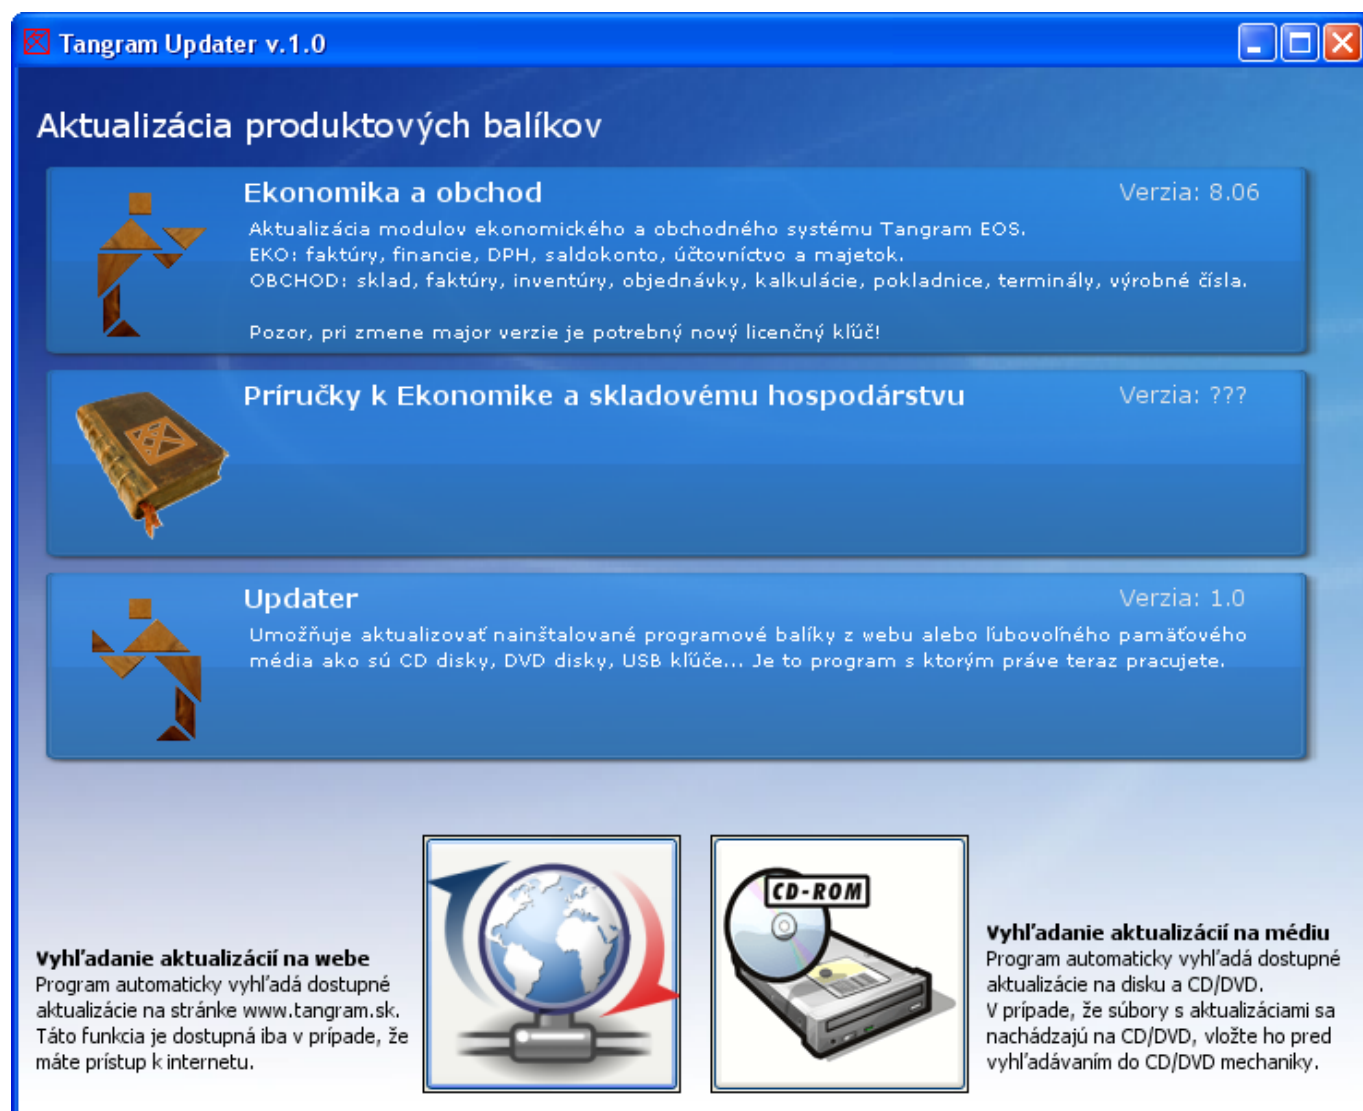 Tangram Updater v.1.0
Aktualizácia produktových balíkov
Ekonomika a obchod
Verzia: 8.06
Aktualizácia modulov ekonomického a obchodného systému Tangram EOS.
EKO: faktúry, financie, DPH, saldokonto, účtovníctvo a majetok.
OBCHOD: sklad, faktúry, inventúry, objednávky, kalkulácie, pokladnice, terminály, výrobné čísla.
Pozor, pri zmene major verzie je potrebný nový licenčný kľúč!
Príručky k Ekonomike a skladovému hospodárstvu
Verzia: ???
Updater
Verzia: 1.0
Umožňuje aktualizovať nainštalované programové balíky z webu alebo ľubovoľného pamäťového
média ako sú CD disky, DVD disky, USB kľúče... Je to program s ktorým práve teraz pracujete.
Vyhľadanie aktualizácií na webe
Program automaticky vyhľadá dostupné
aktualizácie na stránke www.tangram.sk.
Táto funkcia je dostupná iba v prípade, že
máte prístup k internetu.
CD-ROM
Vyhľadanie aktualizácií na médiu
Program automaticky vyhľadá dostupné
aktualizácie na disku a CD/DVD.
V prípade, že súbory s aktualizáciami sa
nachádzajú na CD/DVD, vložte ho pred
vyhľadávaním do CD/DVD mechaniky.